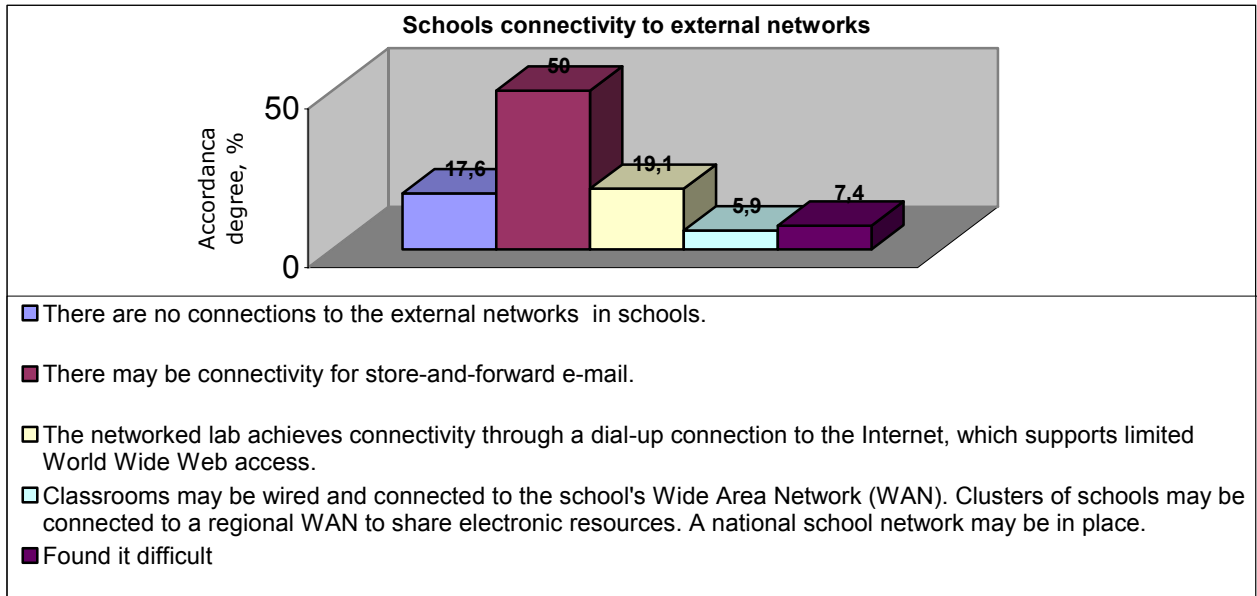 Schools connectivity to external networks
50
0
Accordanca
degree, %
17,6
50
19,1
5,9
7,4
There are no connections to the external networks in schools.
There may be connectivity for store-and-forward e-mail.
The networked lab achieves connectivity through a dial-up connection to the Internet, which supports limited
World Wide Web access.
Classrooms may be wired and connected to the school's Wide Area Network (WAN). Clusters of schools may be
connected to a regional WAN to share electronic resources. A national school network may be in place.
Found it difficult